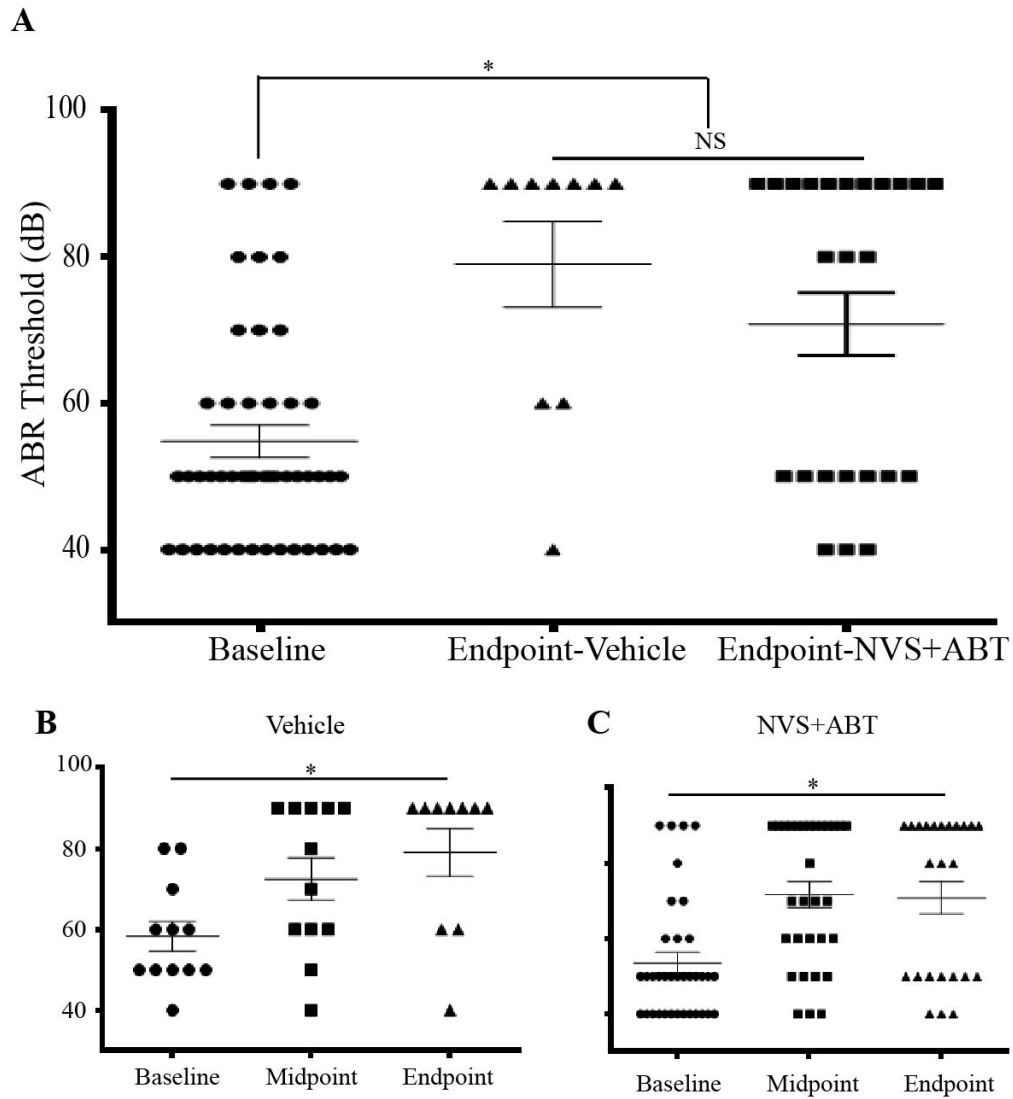 A
*
NS
100
80
60
40
ABR Threshold (dB)
Baseline
Endpoint-Vehicle
Endpoint-NVS+ABT
B
Vehicle
*
100
80
60
40
Baseline
Midpoint
Endpoint
C
NVS+ABT
*
Baseline
Midpoint
Endpoint